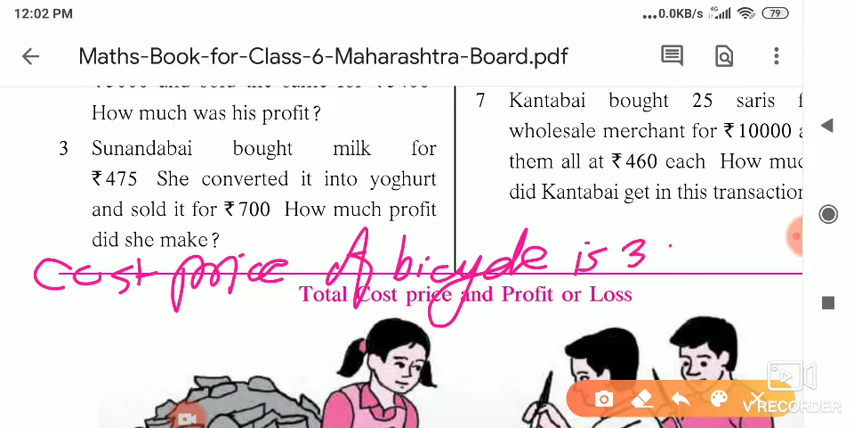 12:02 PM
...0.0KB/s 4G 79
Maths-Book-for-Class-6-Maharashtra-Board.pdf
How much was his profit?
3 Sunandabai bought milk for
₹475 She converted it into yoghurt
and sold it for ₹700 How much profit
did she make?
7 Kantabai bought 25 saris
wholesale merchant for ₹10000
them all at ₹460 each How
did Kantabai get in this
cost price of bicycle is 3
Total Cost price and Profit or Loss
V RECORDER